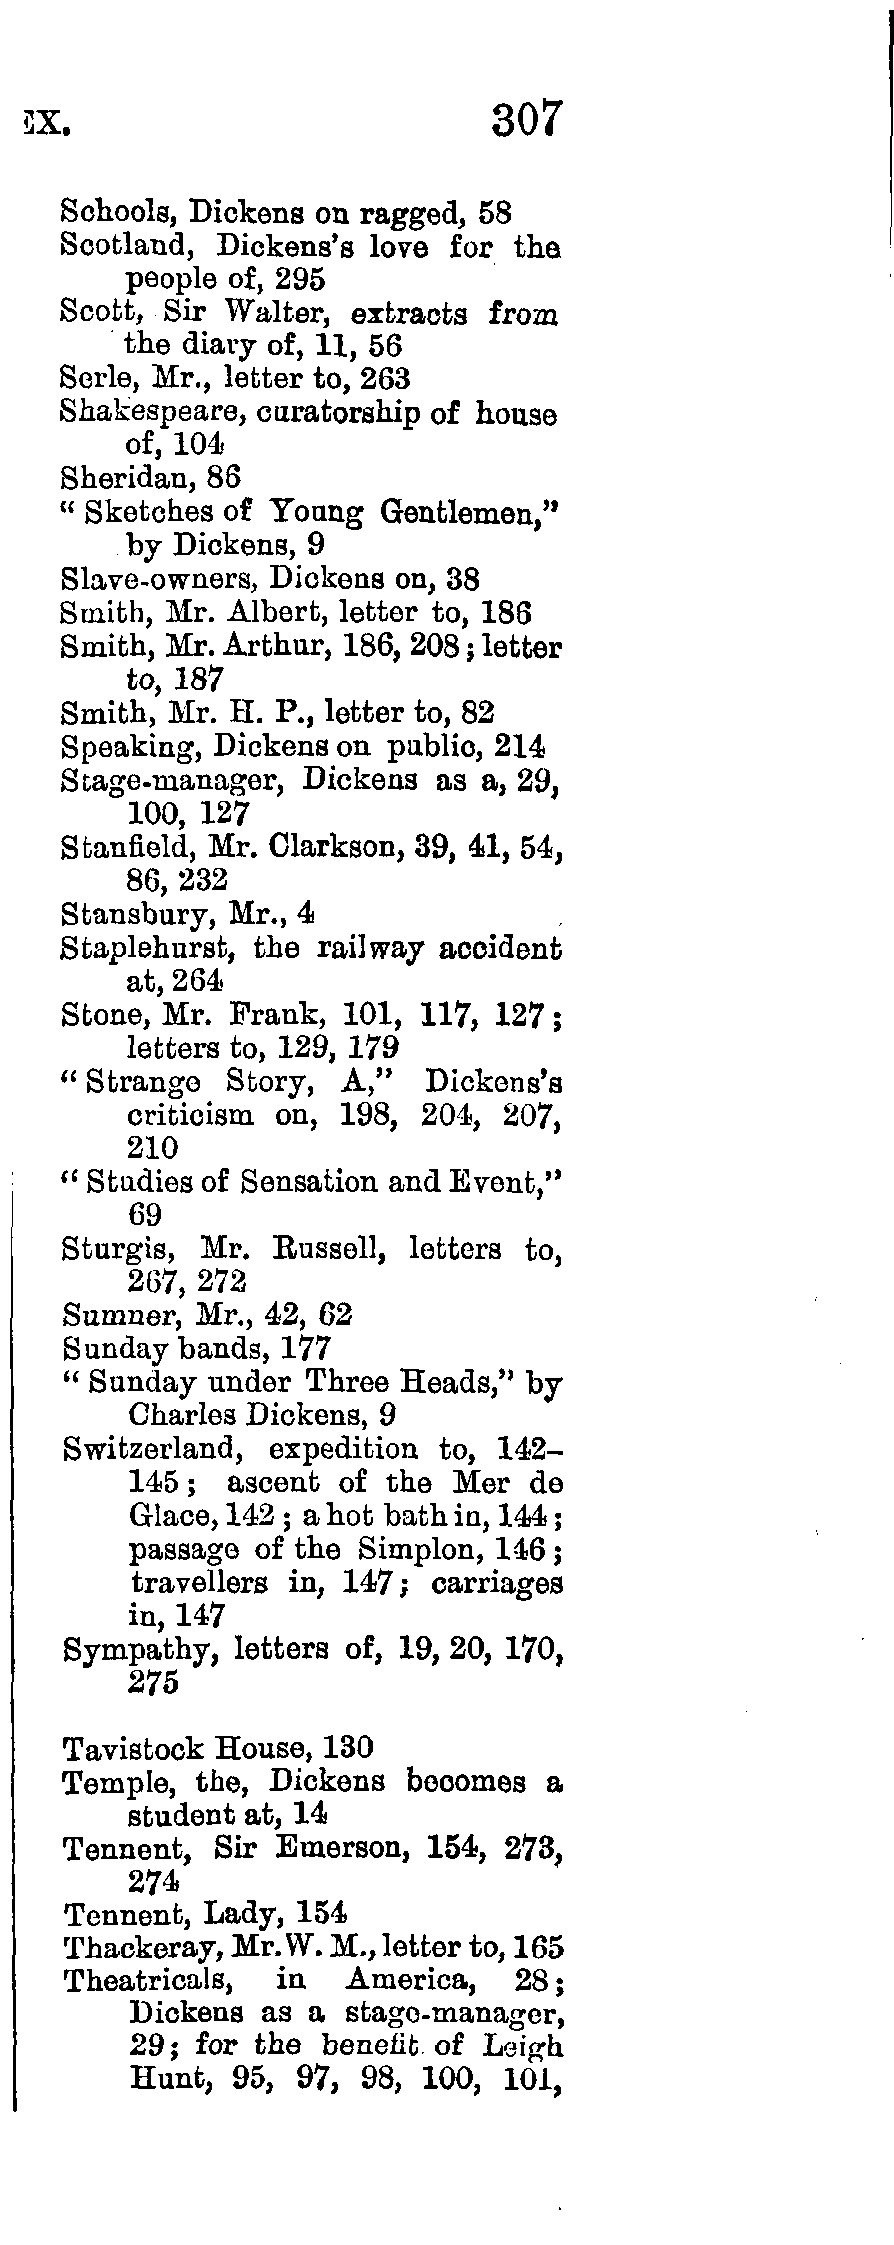 EX. 307
Schools, Dickens on ragged, 58
Scotland, Dickens's love for the
people of, 295
Scott, Sir Walter, extracts from
the diary of, 11, 56
Serle, Mr., letter to, 263
Shakespeare, curatorship of house
of, 104
Sheridan, 86
" Sketches of Young Gentlemen,"
by Dickens, 9
Slave-owners, Dickens on, 38
Smith, Mr. Albert, letter to, 186
Smith, Mr. Arthur, 186, 208; letter
to, 187
Smith, Mr. H. P., letter to, 82
Speaking, Dickens on public, 214
Stage-manager, Dickens as a, 29,
100, 127
Stanfield, Mr. Clarkson, 39, 41, 54,
86, 232
Stansbury, Mr., 4
Staplehurst, the railway accident
at, 264
Stone, Mr. Frank, 101, 117, 127;
letters to, 129, 179
" Strange Story, A," Dickens's
criticism on, 198, 204, 207,
210
" Studies of Sensation and Event,"
69
Sturgis, Mr. Russell, letters to,
267, 272
Sumner, Mr., 42, 62
Sunday bands, 177
" Sunday under Three Heads," by
Charles Dickens, 9
Switzerland, expedition to, 142–
145; ascent of the Mer de
Glace, 142; a hot bath in, 144;
passage of the Simplon, 146;
travellers in, 147; carriages
in, 147
Sympathy, letters of, 19, 20, 170,
275
Tavistock House, 130
Temple, the, Dickens becomes a
student at, 14
Tennent, Sir Emerson, 154, 273,
274
Tennent, Lady, 154
Thackeray, Mr. W. M., letter to, 165
Theatricals, in America, 28;
Dickens as a stage-manager,
29; for the benefit of Leigh
Hunt, 95, 97, 98, 100, 101,